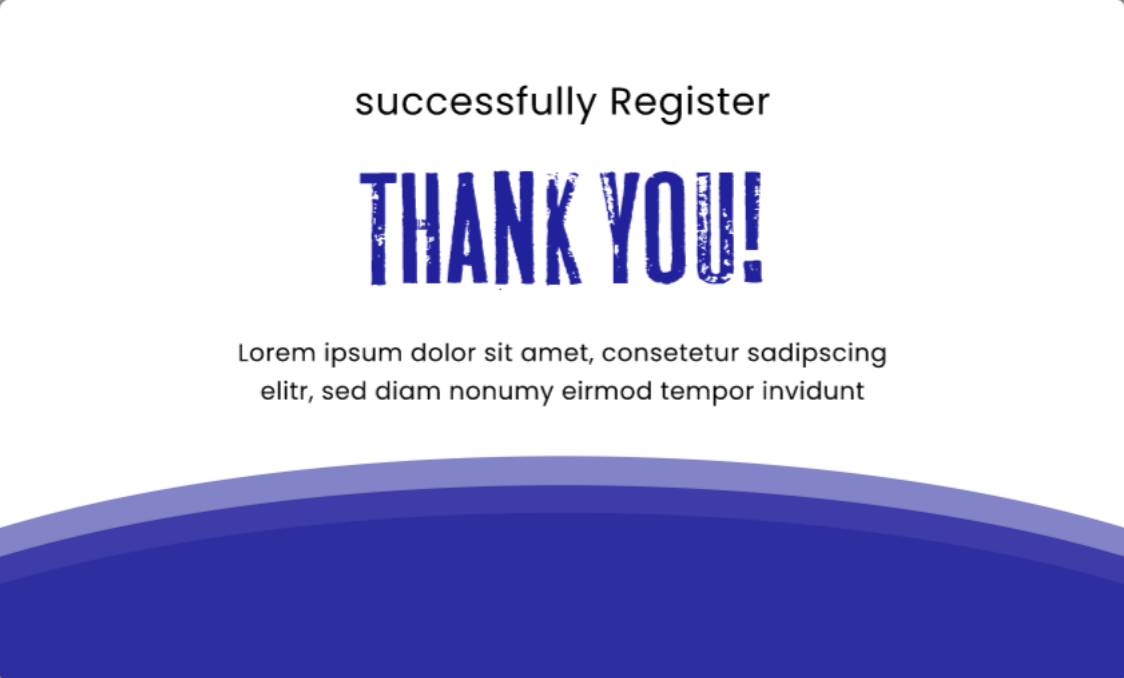 successfully Register
THANK YOU!
Lorem ipsum dolor sit amet, consetetur sadipscing
elitr, sed diam nonumy eirmod tempor invidunt